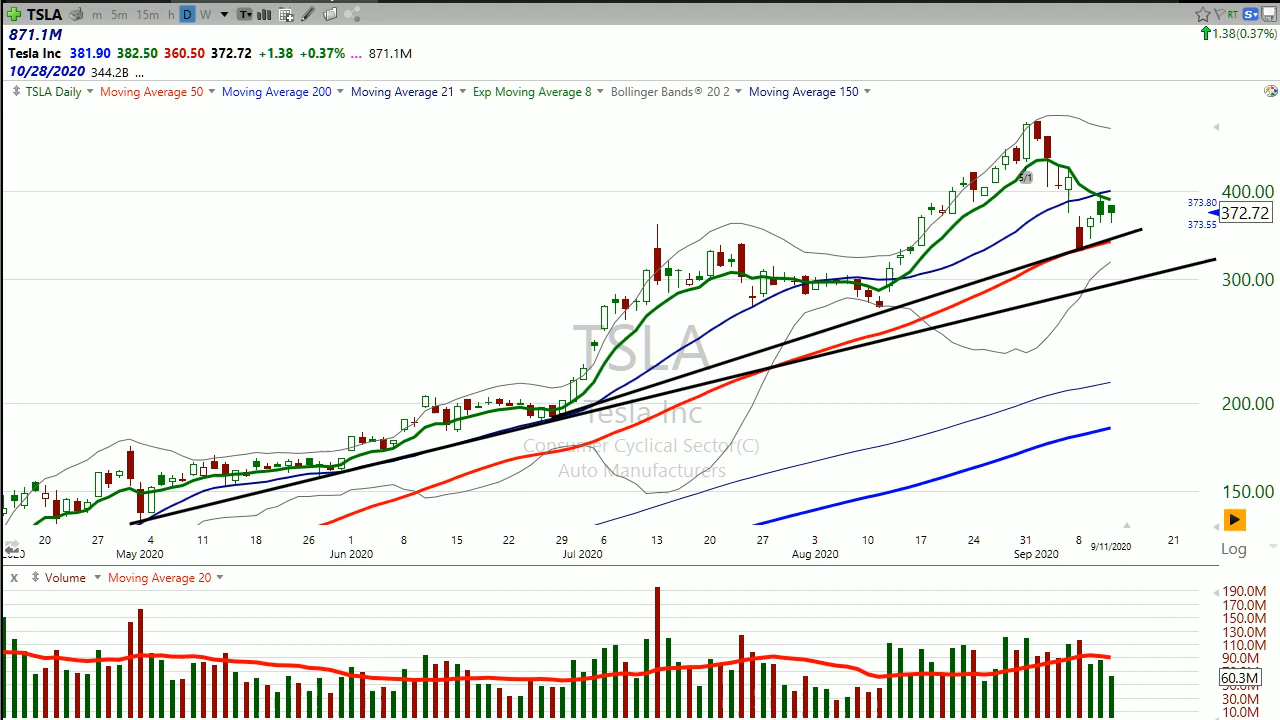 TSLA m 5m 15m h D W T RT S
871.1M
Tesla Inc 381.90 382.50 360.50 372.72 +1.38 +0.37% ... 871.1M
1.38(0.37%)
10/28/2020 344.2B ...
TSLA Daily Moving Average 50 Moving Average 200 Moving Average 21 Exp Moving Average 8 Bollinger Bands® 20 2 Moving Average 150
5/1
400.00
373.80
372.72
373.55
300.00
TSLA
200.00
Tesla Inc
Consumer Cyclical Sector(C)
Auto Manufacturers
150.00
20 27 4 11 18 26 8 15 22 29 6 13 20 27 3 10 17 24 31 8 9/11/2020 21
May 2020 Jun 2020 Jul 2020 Aug 2020 Sep 2020
Log
X Volume Moving Average 20
190.0M
170.0M
150.0M
130.0M
110.0M
90.0M
60.3M
50.0M
30.0M
10.0M